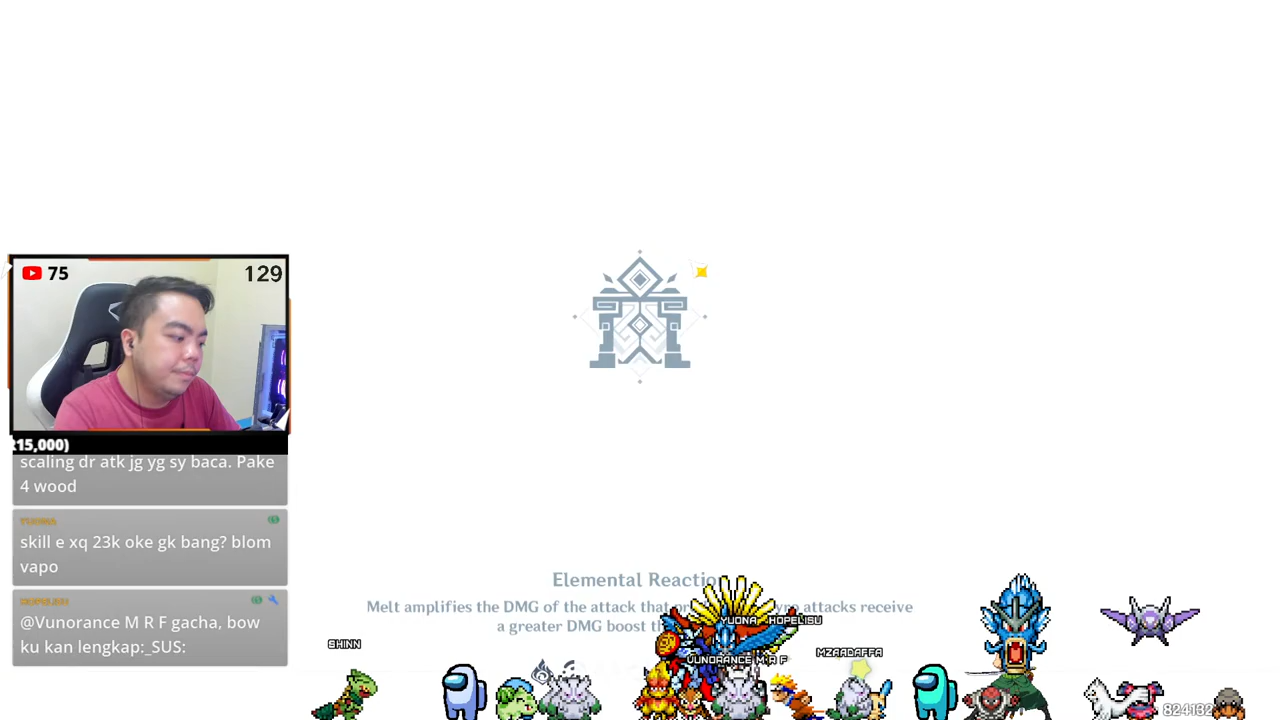 75
129
R15,000)
scaling dr atk jg yg sy baca. Pake
4 wood
skill e xq 23k oke gk bang? blom
vapo
@Vunorance M R F gacha, bow
ku kan lengkap:_SUS:
Elemental Reaction
Melt amplifies the DMG of the attack that attacks receive
a greater DMG boost
SHINN
YUONA HOPELISU
VUNORANCE M R F
MZAADAFFA
824132